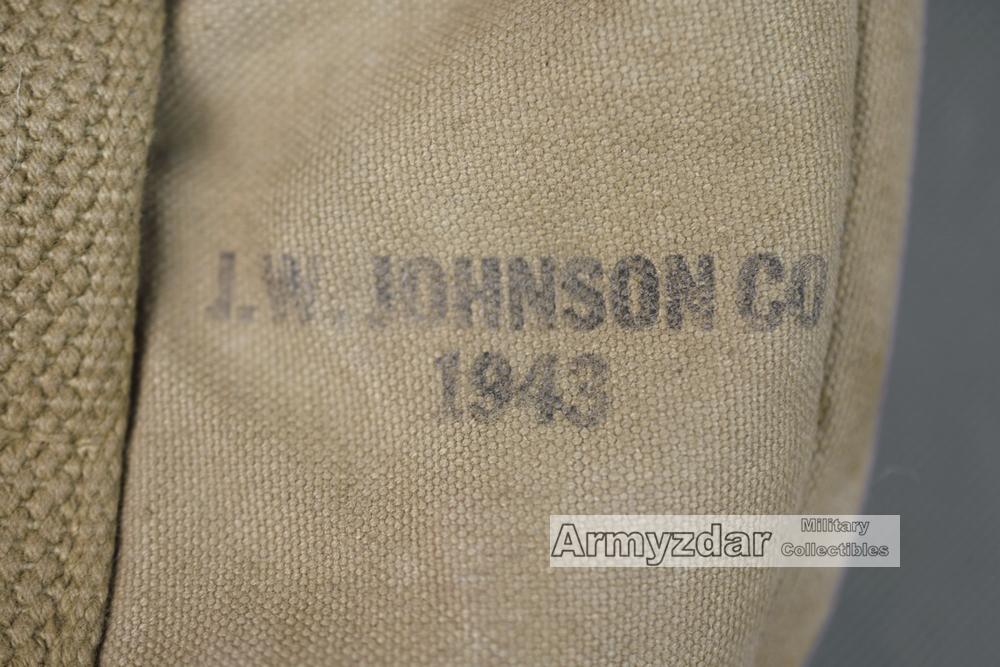 J.W. JOHNSON CO
1943
Armyzdar
Military
Collectibles